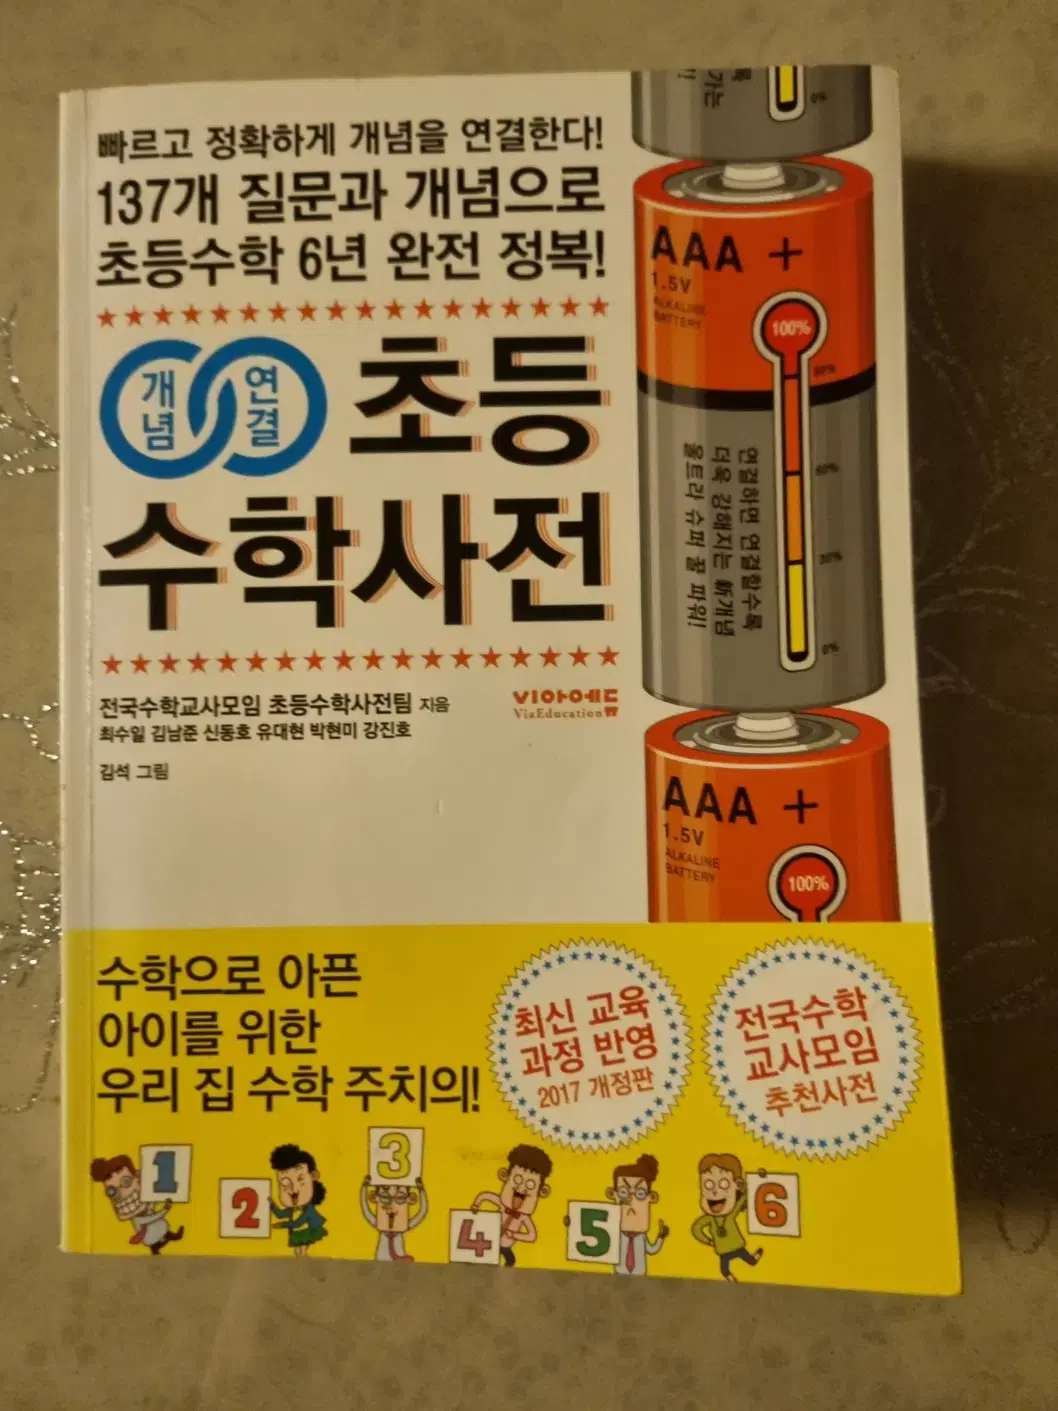 빠르고 정확하게 개념을 연결한다!
137개 질문과 개념으로
초등수학 6년 완전 정복!
개념 연결 초등
수학사전
전국수학교사모임 초등수학사전팀 지음
최수일 김남준 신동호 유대현 박현미 강진호
김석 그림
비아에듀
ViaEducation
가는
0%
AAA +
1.5V
ALKALINE
BATTERY
100%
60%
30%
0%
연결하면 연결할수록
더욱 강해지는 新개념
울트라 슈퍼 꿀 파워!
AAA +
1.5V
ALKALINE
BATTERY
100%
수학으로 아픈
아이를 위한
우리 집 수학 주치의!
최신 교육
과정 반영
2017 개정판
전국수학
교사모임
추천사전
1 2 3 4 5 6